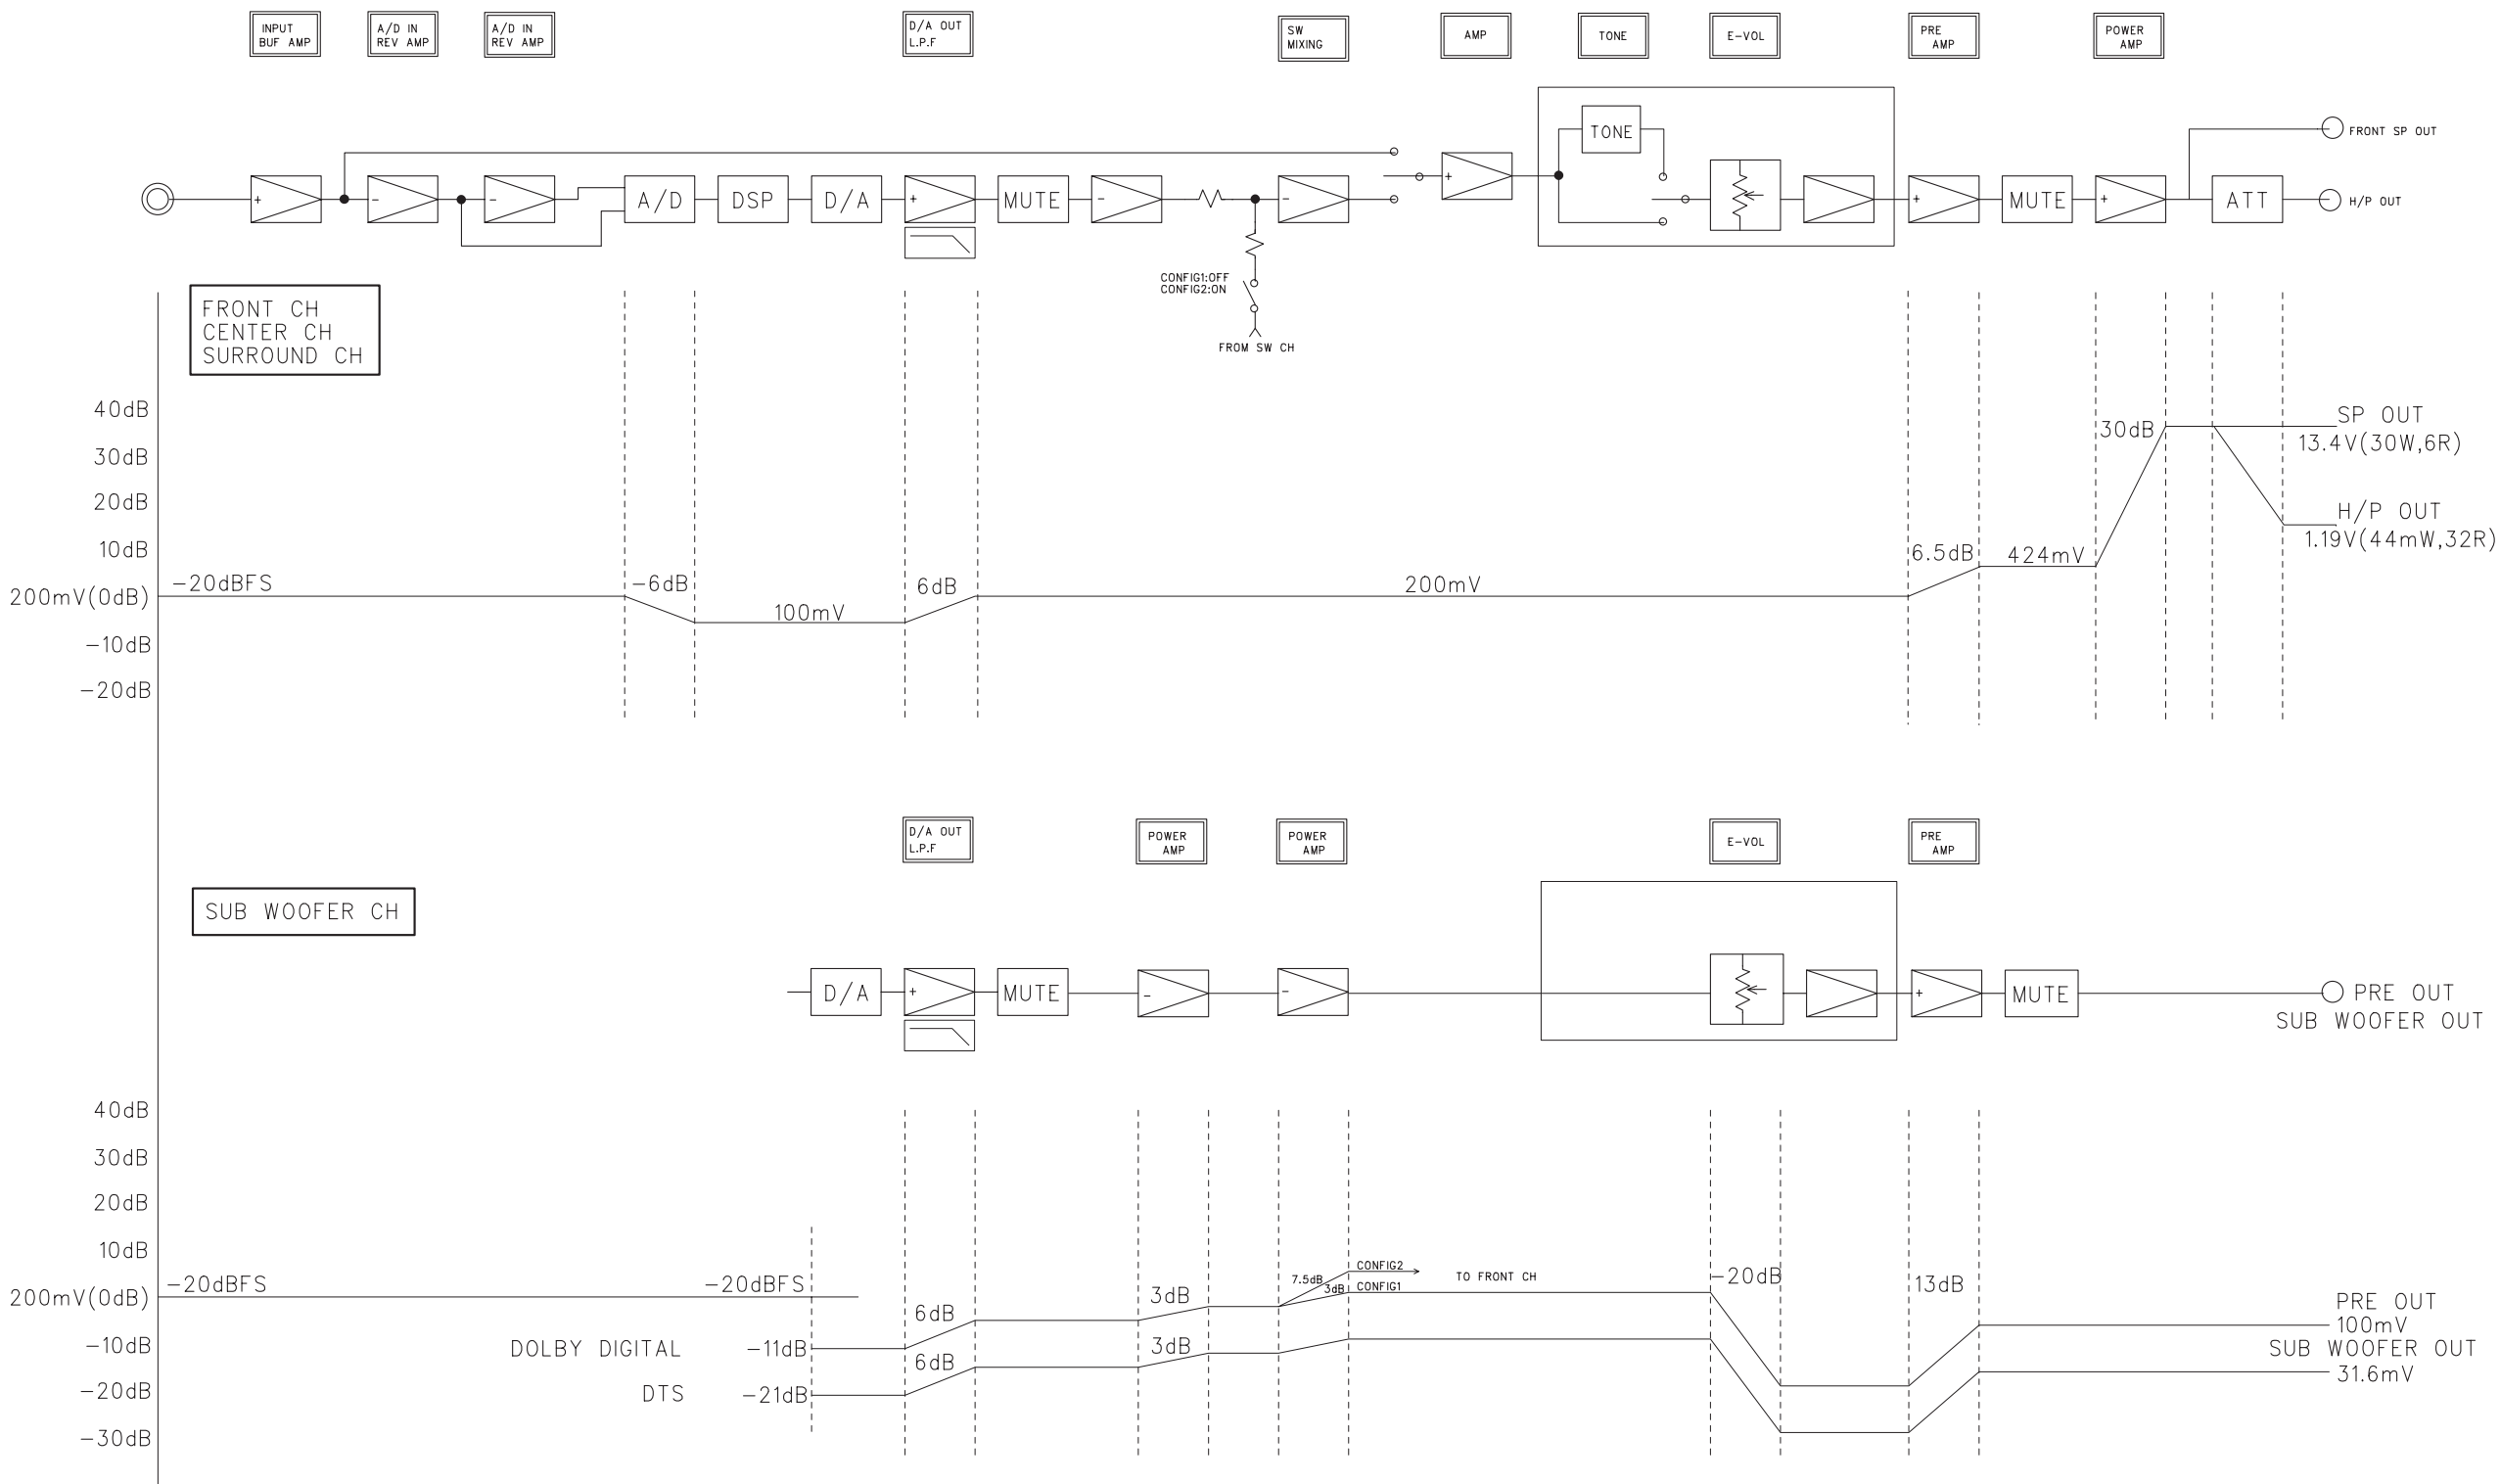 INPUT
BUF AMP
A/D IN
REV AMP
A/D IN
REV AMP
D/A OUT
L.P.F
SW
MIXING
AMP
TONE
E-VOL
PRE
AMP
POWER
AMP
TONE
FRONT SP OUT
+
-
-
A/D
DSP
D/A
+
MUTE
-
-
+
+
MUTE
+
ATT
H/P OUT
CONFIG1:OFF
CONFIG2:ON
FROM SW CH
FRONT CH
CENTER CH
SURROUND CH
40dB
30dB
20dB
10dB
200mV(0dB)
-10dB
-20dB
-20dBFS
-6dB
100mV
6dB
200mV
6.5dB
424mV
30dB
SP OUT
13.4V(30W,6R)
H/P OUT
1.19V(44mW,32R)
D/A OUT
L.P.F
POWER
AMP
POWER
AMP
E-VOL
PRE
AMP
SUB WOOFER CH
D/A
+
MUTE
-
-
+
MUTE
PRE OUT
SUB WOOFER OUT
40dB
30dB
20dB
10dB
200mV(0dB)
-10dB
-20dB
-30dB
-20dBFS
-20dBFS
DOLBY DIGITAL -11dB
DTS -21dB
6dB
6dB
3dB
3dB
7.5dB
3dB
CONFIG2
CONFIG1
TO FRONT CH
-20dB
13dB
PRE OUT
100mV
SUB WOOFER OUT
31.6mV